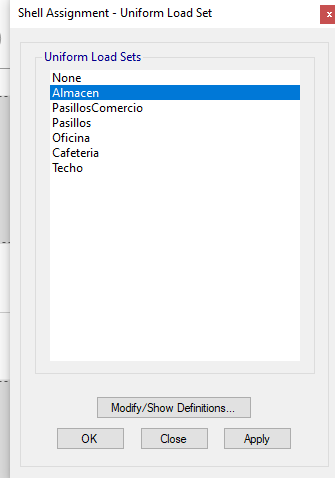 Shell Assignment - Uniform Load Set
x
Uniform Load Sets
None
Almacen
PasillosComercio
Pasillos
Oficina
Cafeteria
Techo
Modify/Show Definitions...
OK
Close
Apply